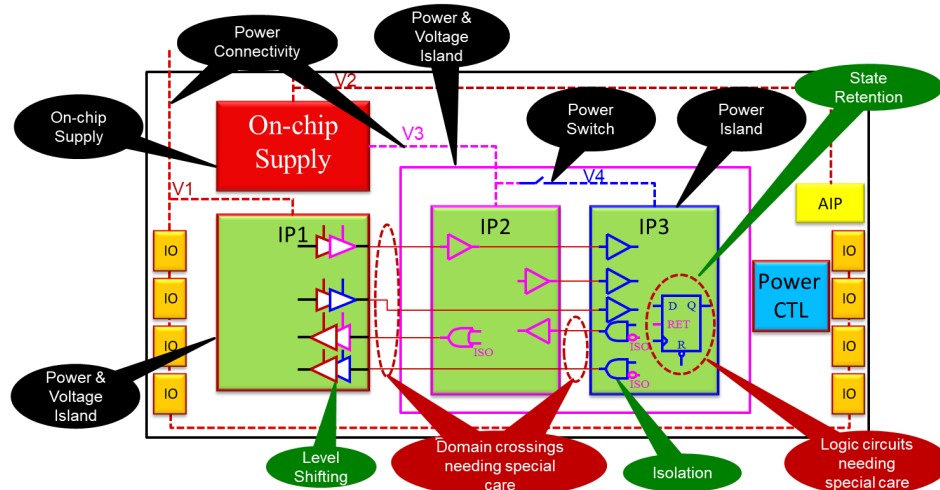 Power
Connectivity
Power &
Voltage
Island
V2
State
Retention
On-chip
Supply
On-chip
Supply
V3
Power
Switch
Power
Island
V1
V4
AIP
IP1
IP2
IP3
IO
IO
IO
IO
IO
IO
IO
IO
D Q
RET
R
ISO
ISO
ISO
Power
CTL
Power &
Voltage
Island
Level
Shifting
Domain crossings
needing special
care
Isolation
Logic circuits
needing
special care